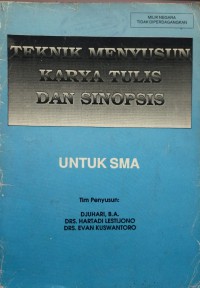 MILIK NEGARA
TIDAK DIPERDAGANGKAN
TEKNIK MENYUSUN
KARYA TULIS
DAN SINOPSIS
UNTUK SMA
Tim Penyusun:
DJUHARI, B.A.
DRS. HARTADI LESTIJONO
DRS. EVAN KUSWANTORO